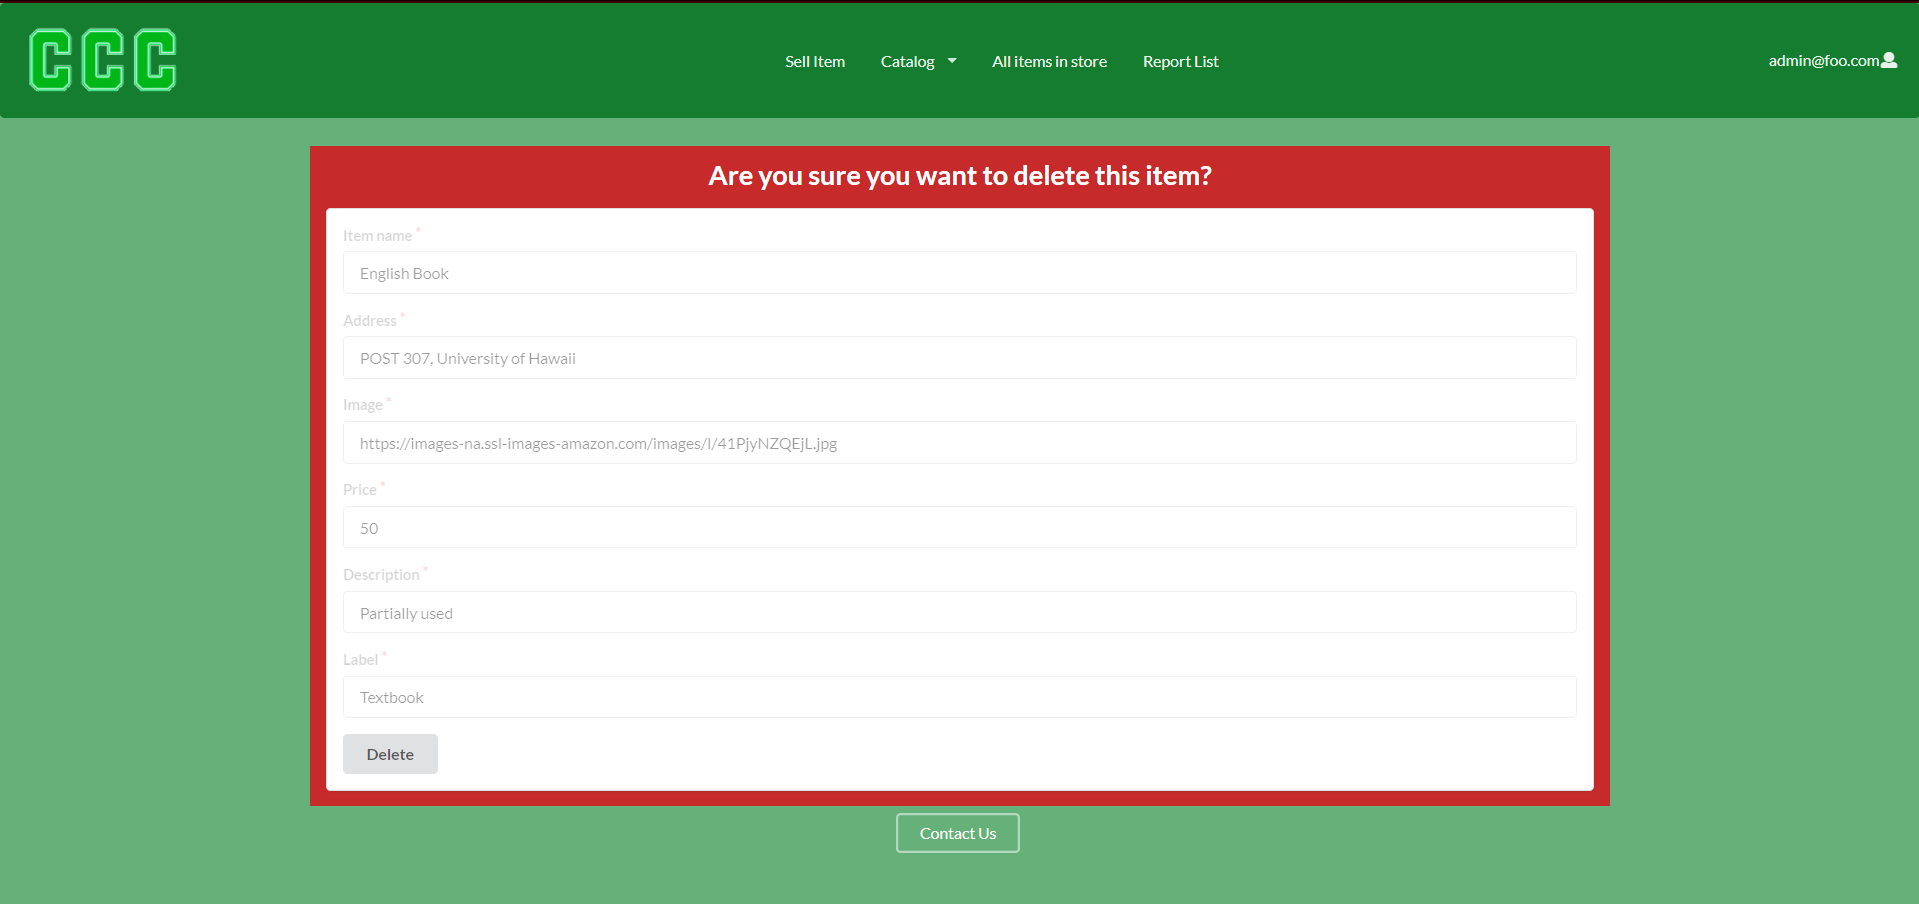 CCC
Sell Item
Catalog
All items in store
Report List
admin@foo.com
Are you sure you want to delete this item?
Item name *
English Book
Address *
POST 307, University of Hawaii
Image *
https://images-na.ssl-images-amazon.com/images/I/41PjyNZQEjL.jpg
Price *
50
Description *
Partially used
Label *
Textbook
Delete
Contact Us